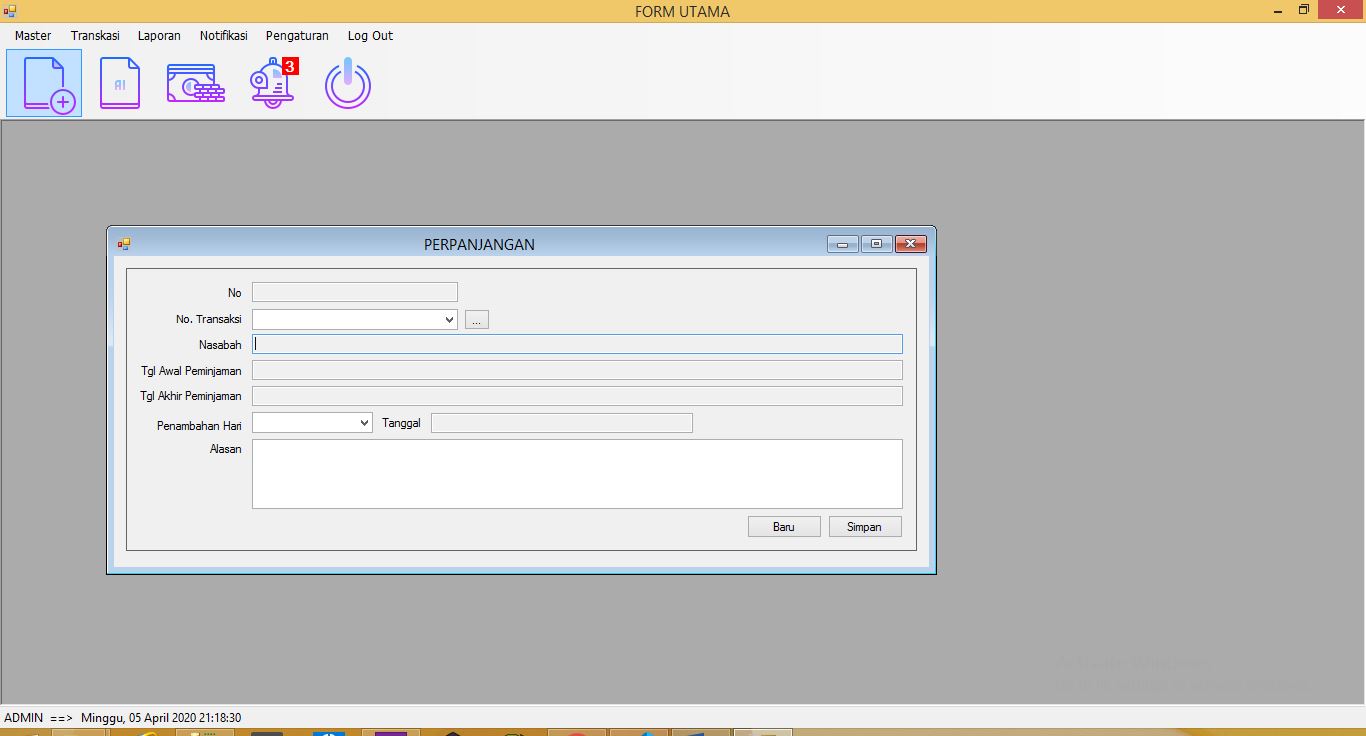 FORM UTAMA
Master Transkasi Laporan Notifikasi Pengaturan Log Out
3
PERPANJANGAN
No
No. Transaksi ...
Nasabah
Tgl Awal Peminjaman
Tgl Akhir Peminjaman
Penambahan Hari Tanggal
Alasan
Baru Simpan
ADMIN ==> Minggu, 05 April 2020 21:18:30